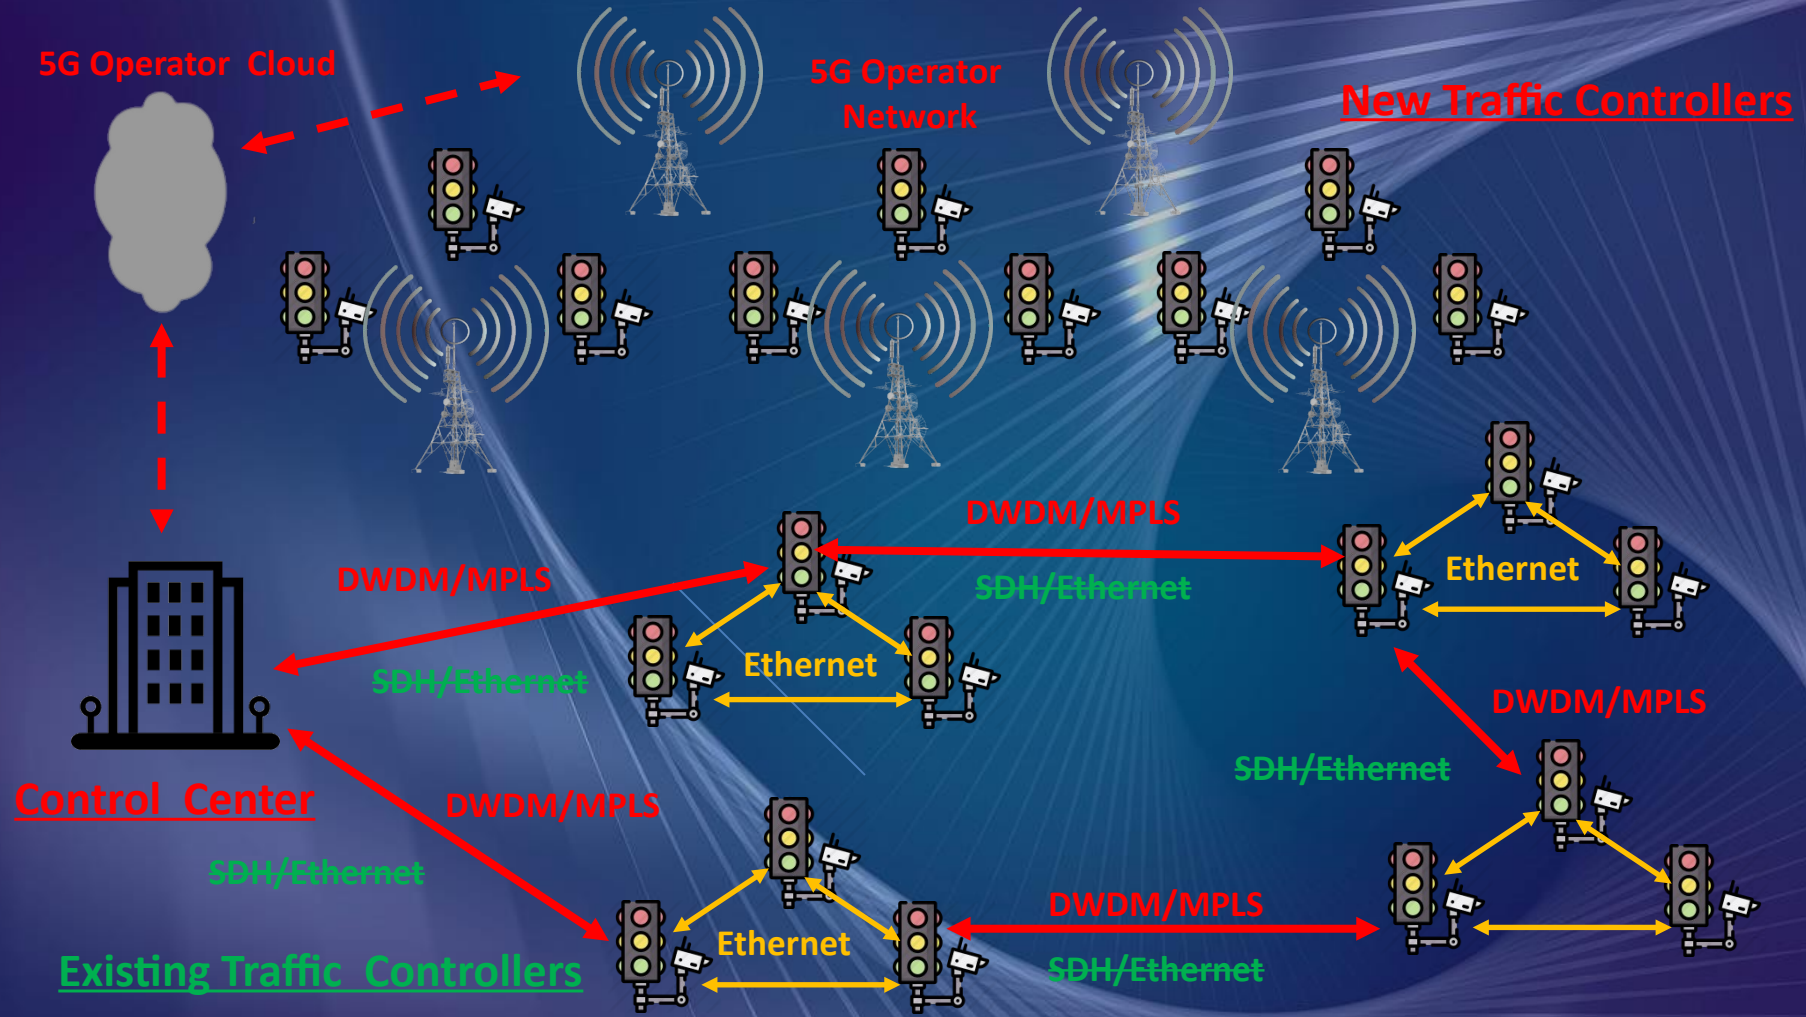 5G Operator Cloud
5G Operator
Network
New Traffic Controllers
DWDM/MPLS
SDH/Ethernet
Ethernet
DWDM/MPLS
SDH/Ethernet
Ethernet
DWDM/MPLS
SDH/Ethernet
Control Center
DWDM/MPLS
SDH/Ethernet
Ethernet
DWDM/MPLS
SDH/Ethernet
Existing Traffic Controllers